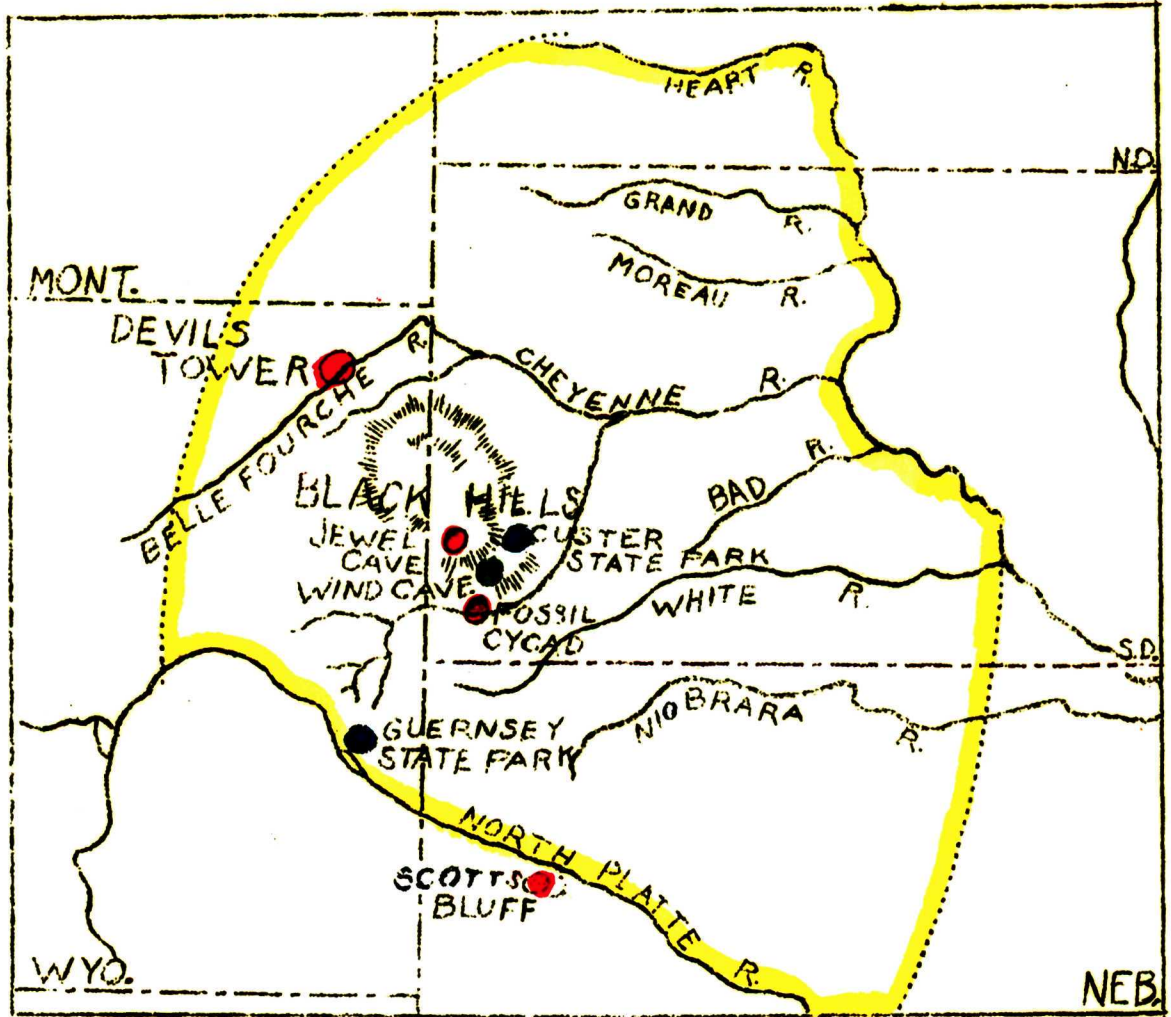 HEART R.
N.D.
GRAND R.
MOREAU R.
MONT.
DEVILS
TOWER
BELLE FOURCHE R.
CHEYENNE R.
BAD R.
BLACK HILLS
JEWEL
CAVE
CUSTER
STATE PARK
WIND CAVE
WHITE R.
FOSSIL
CYCAD
S.D.
NIOBRARA R.
GUERNSEY
STATE PARK
NORTH PLATTE R.
SCOTTS
BLUFF
WYO.
NEB.